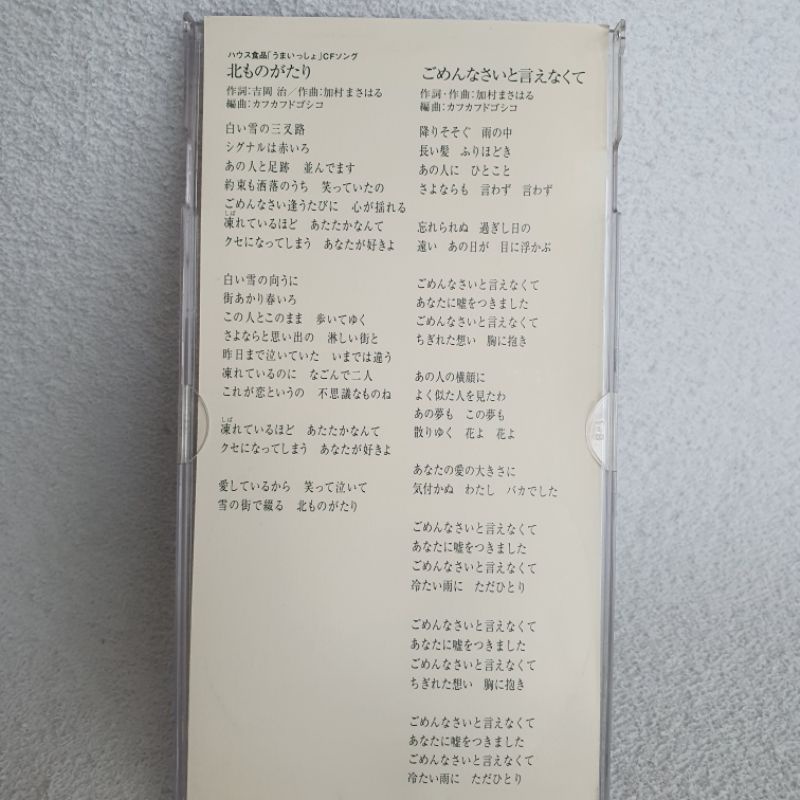 ハウス食品「うまいっしょ」CFソング
北ものがたり
作詞:吉岡 治/作曲:加村まさはる
編曲:カフカフドゴシコ
白い雪の三叉路
シグナルは赤いろ
あの人と足跡 並んでます
約束も洒落のうち 笑っていたの
ごめんなさい逢うたびに 心が揺れる
しば
凍れているほど あたたかなんて
クセになってしまう あなたが好きよ
白い雪の向うに
街あかり春いろ
この人とこのまま 歩いてゆく
さよならと思い出の 淋しい街と
昨日まで泣いていた いまでは違う
凍れているのに なごんで二人
これが恋というの 不思議なものね
しば
凍れているほど あたたかなんて
クセになってしまう あなたが好きよ
愛しているから 笑って泣いて
雪の街で綴る 北ものがたり
ごめんなさいと言えなくて
作詞・作曲:加村まさはる
編曲:カフカフドゴシコ
降りそそぐ 雨の中
長い髪 ふりほどき
あの人に ひとこと
さよならも 言わず 言わず
忘れられぬ 過ぎし日の
遠い あの日が 目に浮かぶ
ごめんなさいと言えなくて
あなたに嘘をつきました
ごめんなさいと言えなくて
ちぎれた想い 胸に抱き
あの人の横顔に
よく似た人を見たわ
あの夢も この夢も
散りゆく 花よ 花よ
あなたの愛の大きさに
気付かぬ わたし バカでした
ごめんなさいと言えなくて
あなたに嘘をつきました
ごめんなさいと言えなくて
冷たい雨に ただひとり
ごめんなさいと言えなくて
あなたに嘘をつきました
ごめんなさいと言えなくて
ちぎれた想い 胸に抱き
ごめんなさいと言えなくて
あなたに嘘をつきました
ごめんなさいと言えなくて
冷たい雨に ただひとり